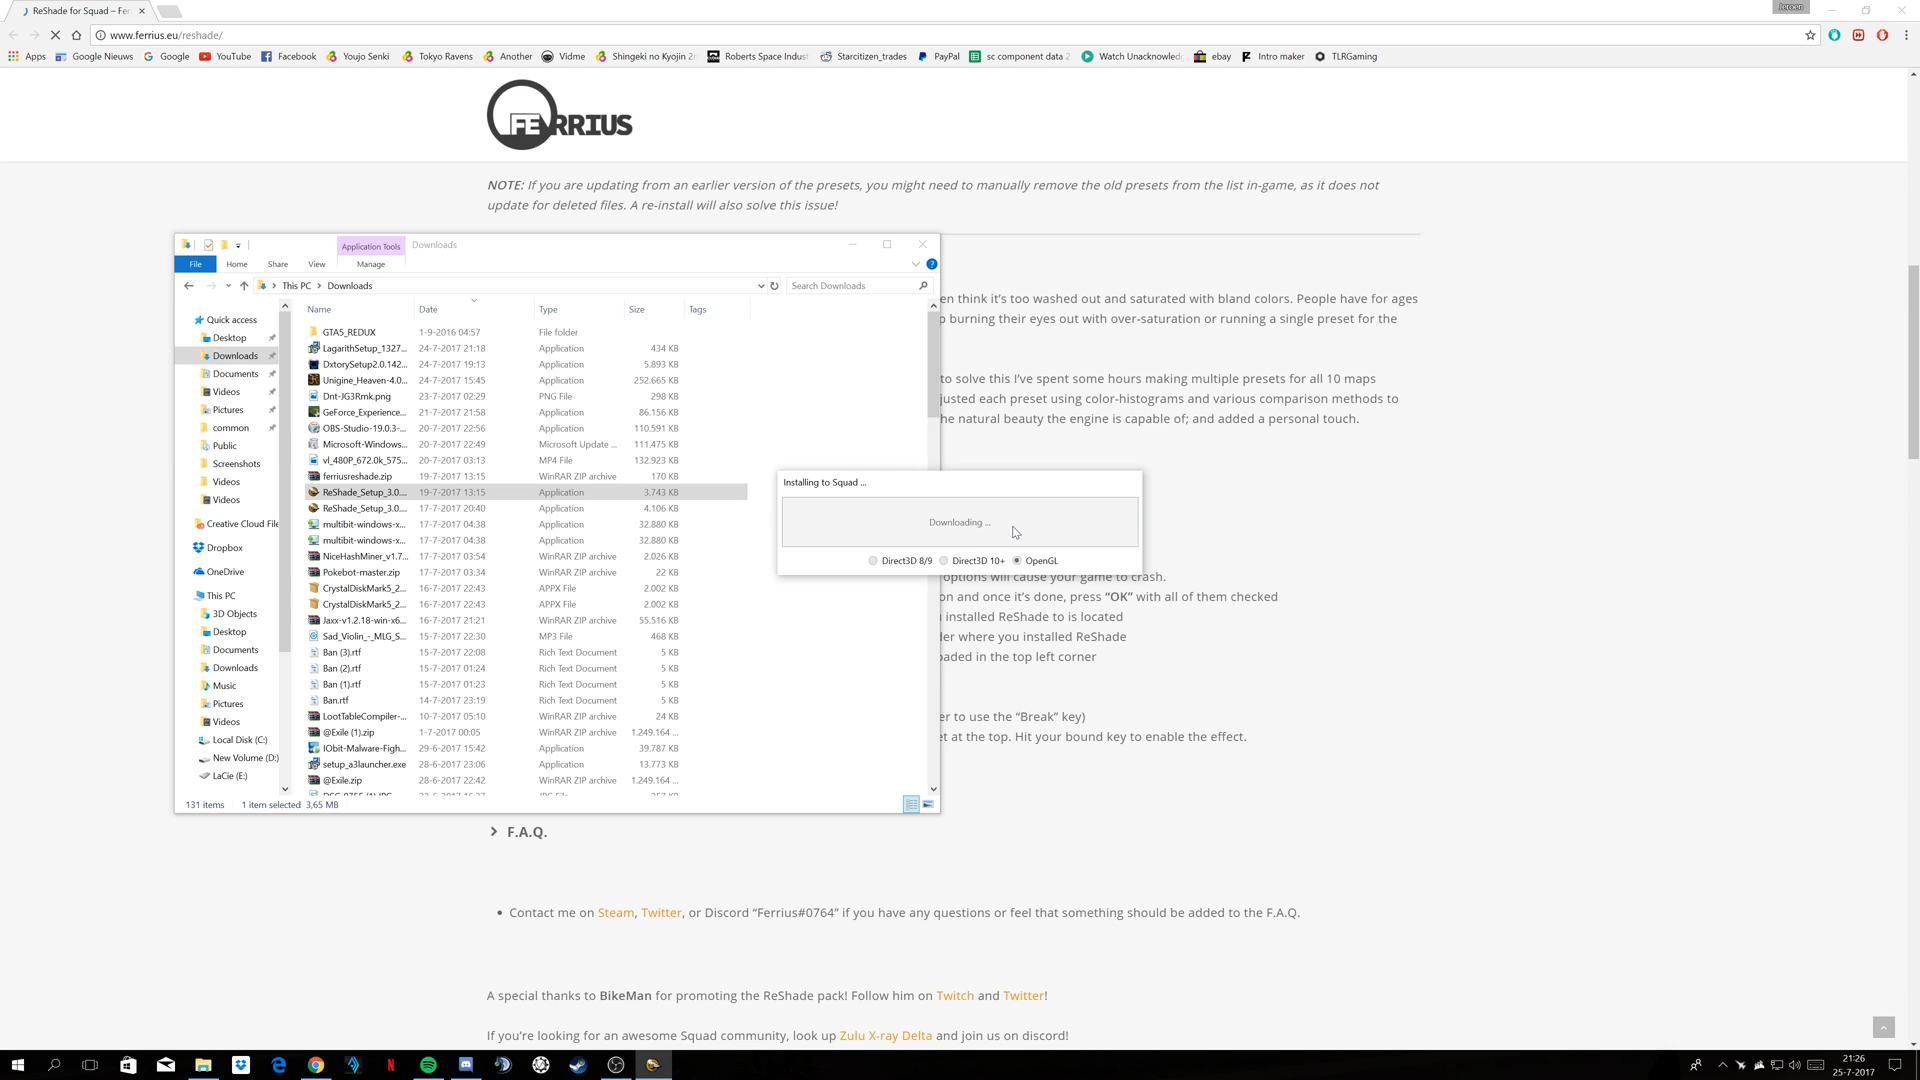 ReShade for Squad – Fer
Jeroen
www.ferrius.eu/reshade/
Apps
Google Nieuws
Google
YouTube
Facebook
Youjo Senki
Tokyo Ravens
Another
Vidme
Shingeki no Kyojin 2
Roberts Space Indust
Starcitizen_trades
PayPal
sc component data 2
Watch Unacknowledg
ebay
Intro maker
TLRGaming
FERRIUS
NOTE: If you are updating from an earlier version of the presets, you might need to manually remove the old presets from the list in-game, as it does not
update for deleted files. A re-install will also solve this issue!
Application Tools
Downloads
File
Home
Share
View
Manage
This PC
Downloads
Search Downloads
Name
Date
Type
Size
Tags
Quick access
Desktop
Downloads
Documents
Videos
Pictures
common
Public
Screenshots
Videos
Videos
Creative Cloud File
Dropbox
OneDrive
This PC
3D Objects
Desktop
Documents
Downloads
Music
Pictures
Videos
Local Disk (C:)
New Volume (D:)
LaCie (E:)
GTA5_REDUX 1-9-2016 04:57 File folder
LagarithSetup_1327... 24-7-2017 21:18 Application 434 KB
DxtorySetup2.0.142... 24-7-2017 19:13 Application 5.893 KB
Unigine_Heaven-4.0... 24-7-2017 15:45 Application 252.665 KB
Dnt-JG3Rmk.png 23-7-2017 02:29 PNG File 298 KB
GeForce_Experience... 21-7-2017 21:58 Application 86.156 KB
OBS-Studio-19.0.3-... 20-7-2017 22:56 Application 110.591 KB
Microsoft-Windows... 20-7-2017 22:49 Microsoft Update ... 111.475 KB
vl_480P_672.0k_575... 20-7-2017 03:13 MP4 File 132.923 KB
ferriusreshade.zip 19-7-2017 13:15 WinRAR ZIP archive 170 KB
ReShade_Setup_3.0.... 19-7-2017 13:15 Application 3.743 KB
ReShade_Setup_3.0.... 17-7-2017 20:40 Application 4.106 KB
multibit-windows-x... 17-7-2017 04:38 Application 32.880 KB
multibit-windows-x... 17-7-2017 04:38 Application 32.880 KB
NiceHashMiner_v1.7... 17-7-2017 03:54 WinRAR ZIP archive 2.026 KB
Pokebot-master.zip 17-7-2017 03:34 WinRAR ZIP archive 22 KB
CrystalDiskMark5_2... 16-7-2017 22:43 APPX File 2.002 KB
CrystalDiskMark5_2... 16-7-2017 22:43 APPX File 2.002 KB
Jaxx-v1.2.18-win-x6... 16-7-2017 21:21 WinRAR ZIP archive 55.516 KB
Sad_Violin_-_MLG_S... 15-7-2017 22:30 MP3 File 468 KB
Ban (3).rtf 15-7-2017 22:08 Rich Text Document 5 KB
Ban (2).rtf 15-7-2017 01:24 Rich Text Document 5 KB
Ban (1).rtf 15-7-2017 01:23 Rich Text Document 5 KB
Ban.rtf 14-7-2017 23:19 Rich Text Document 5 KB
LootTableCompiler-... 10-7-2017 05:10 WinRAR ZIP archive 24 KB
@Exile (1).zip 1-7-2017 00:05 WinRAR ZIP archive 1.249.164 ...
IObit-Malware-Figh... 29-6-2017 15:42 Application 39.787 KB
setup_a3launcher.exe 28-6-2017 23:06 Application 13.773 KB
@Exile.zip 28-6-2017 22:42 WinRAR ZIP archive 1.249.164 ...
131 items
1 item selected 3,65 MB
en think it's too washed out and saturated with bland colors. People have for ages
p burning their eyes out with over-saturation or running a single preset for the
to solve this I've spent some hours making multiple presets for all 10 maps
justed each preset using color-histograms and various comparison methods to
he natural beauty the engine is capable of; and added a personal touch.
Installing to Squad ...
Downloading ...
Direct3D 8/9
Direct3D 10+
OpenGL
options will cause your game to crash.
on and once it's done, press “OK” with all of them checked
u installed ReShade to is located
der where you installed ReShade
oaded in the top left corner
er to use the “Break” key)
et at the top. Hit your bound key to enable the effect.
F.A.Q.
• Contact me on Steam, Twitter, or Discord “Ferrius#0764” if you have any questions or feel that something should be added to the F.A.Q.
A special thanks to BikeMan for promoting the ReShade pack! Follow him on Twitch and Twitter!
If you're looking for an awesome Squad community, look up Zulu X-ray Delta and join us on discord!
21:26
25-7-2017